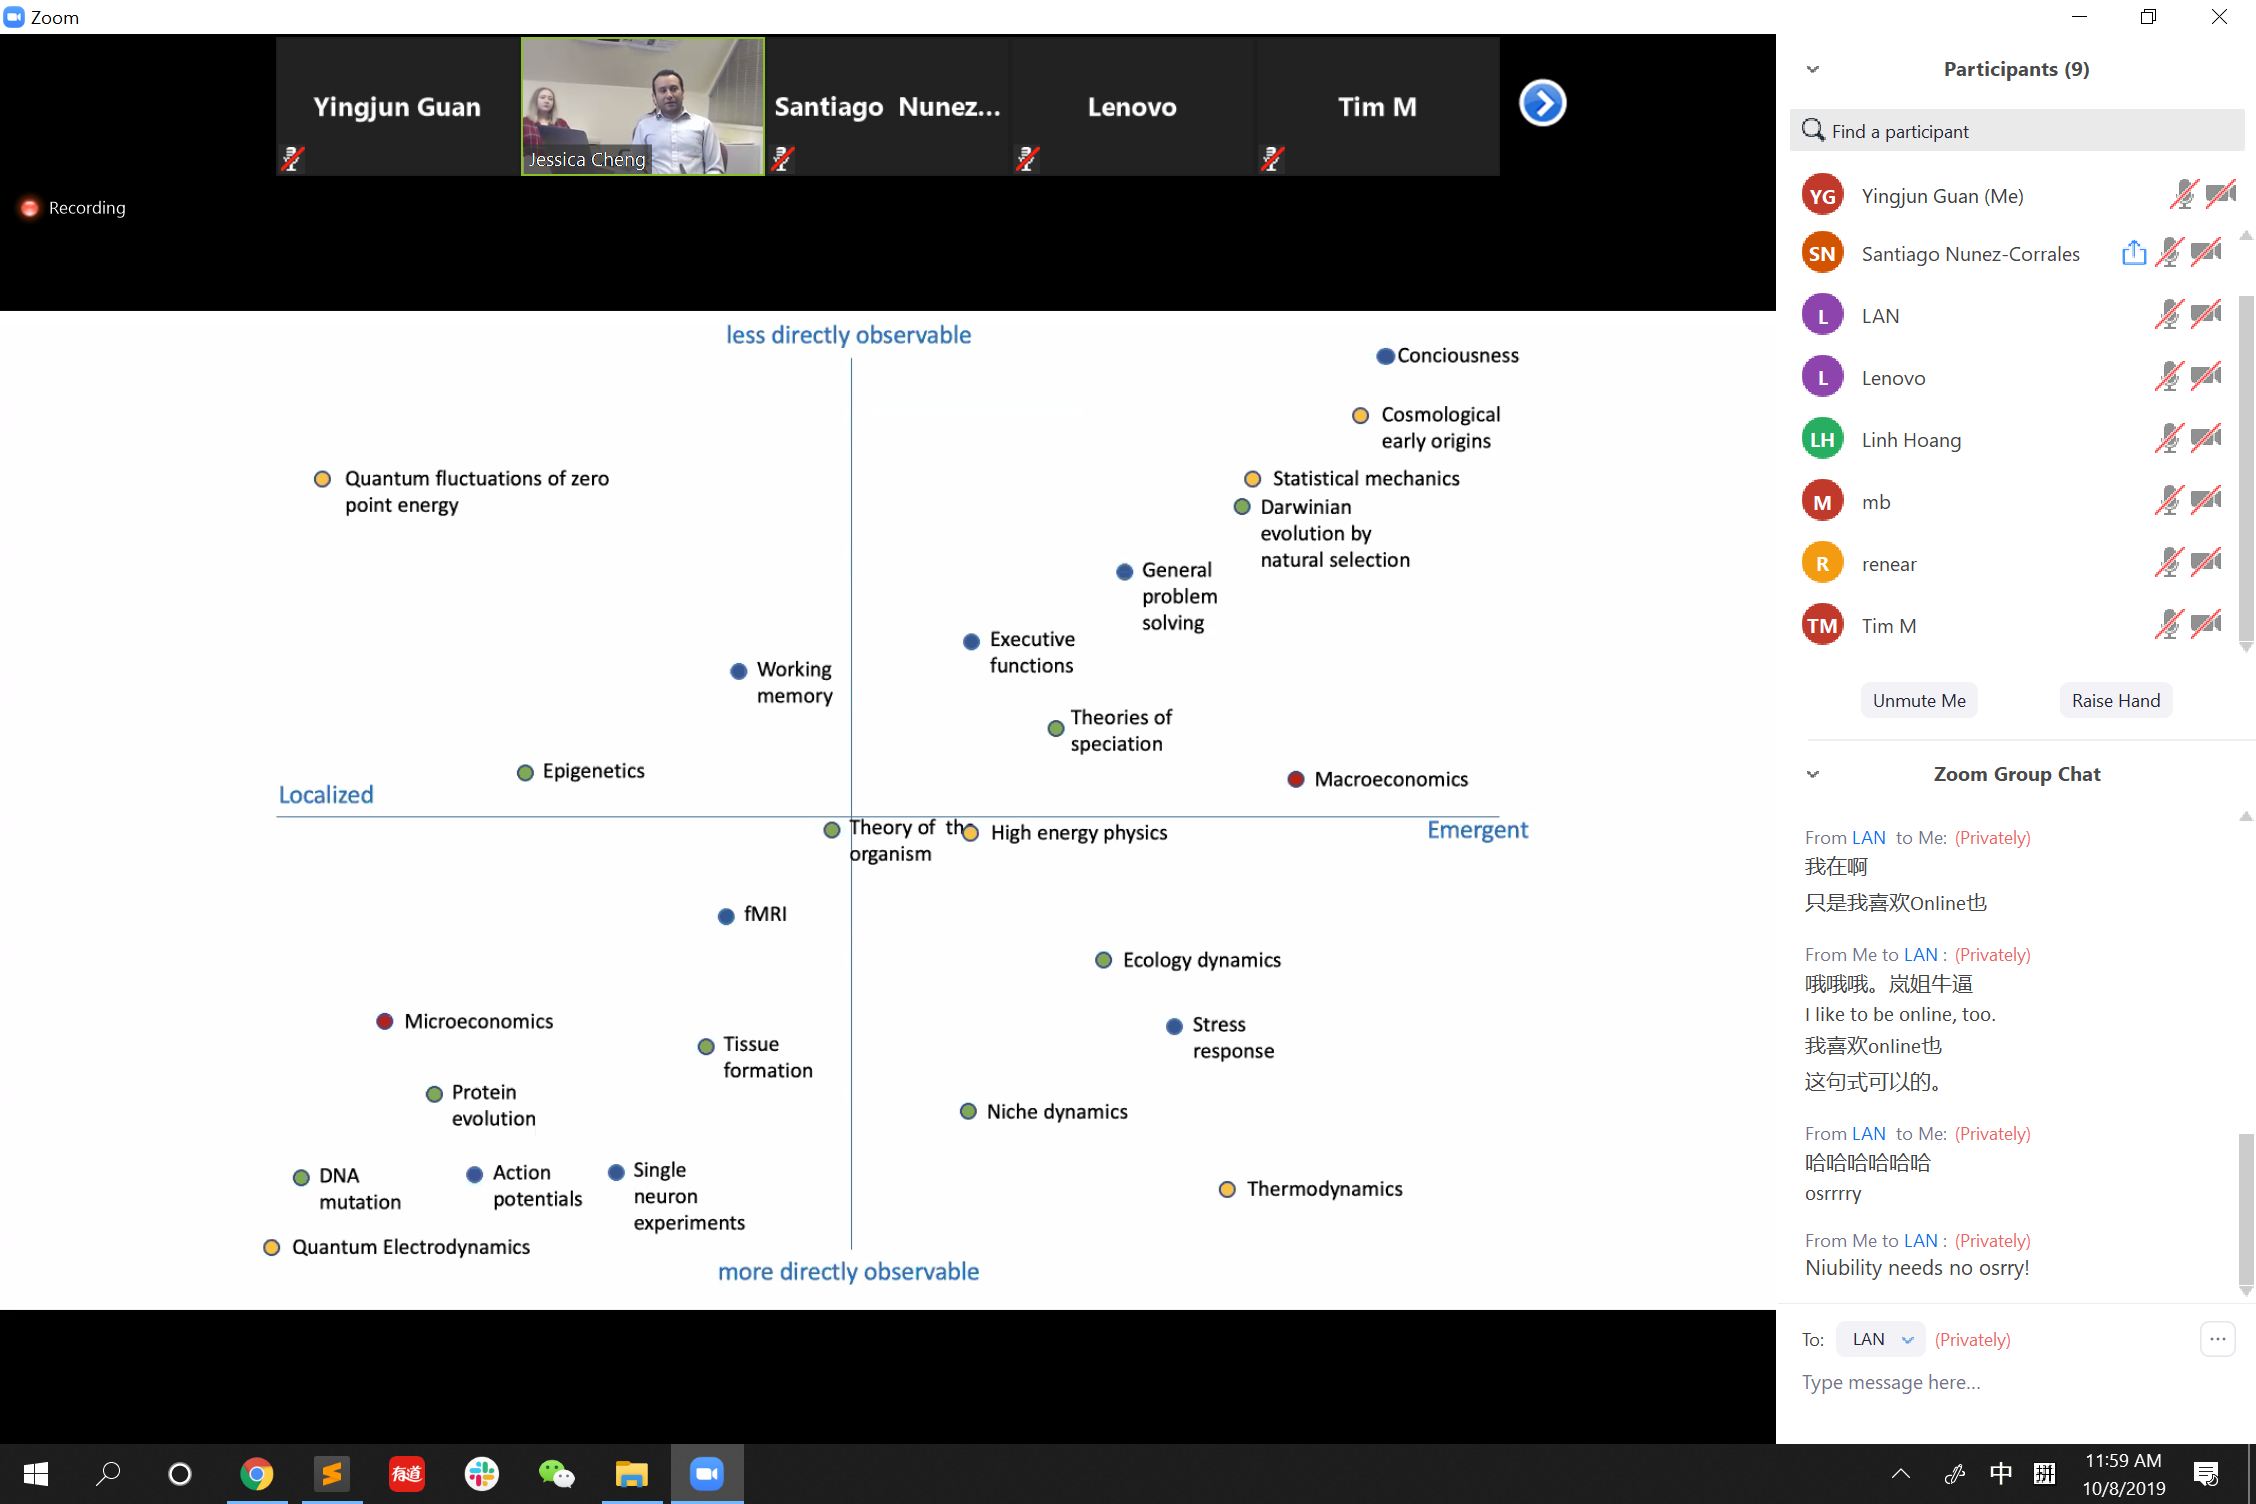 Zoom
Yingjun Guan
Jessica Cheng
Santiago Nunez...
Lenovo
Tim M
Recording
less directly observable
Conciousness
Cosmological
early origins
Quantum fluctuations of zero
point energy
Statistical mechanics
Darwinian
evolution by
natural selection
General
problem
solving
Executive
functions
Working
memory
Theories of
speciation
Epigenetics
Macroeconomics
Localized
Emergent
Theory of the
organism
High energy physics
fMRI
Ecology dynamics
Microeconomics
Stress
response
Tissue
formation
Protein
evolution
Niche dynamics
DNA
mutation
Action
potentials
Single
neuron
experiments
Thermodynamics
Quantum Electrodynamics
more directly observable
Participants (9)
Find a participant
YG Yingjun Guan (Me)
SN Santiago Nunez-Corrales
L LAN
L Lenovo
LH Linh Hoang
M mb
R renear
TM Tim M
Unmute Me
Raise Hand
Zoom Group Chat
From LAN to Me: (Privately)
我在啊
只是我喜欢Online也
From Me to LAN : (Privately)
哦哦哦。岚姐牛逼
I like to be online, too.
我喜欢online也
这句式可以的。
From LAN to Me: (Privately)
哈哈哈哈哈哈
osrrrry
From Me to LAN : (Privately)
Niubility needs no osrry!
To: LAN (Privately)
Type message here...
有道
中
拼
11:59 AM
10/8/2019